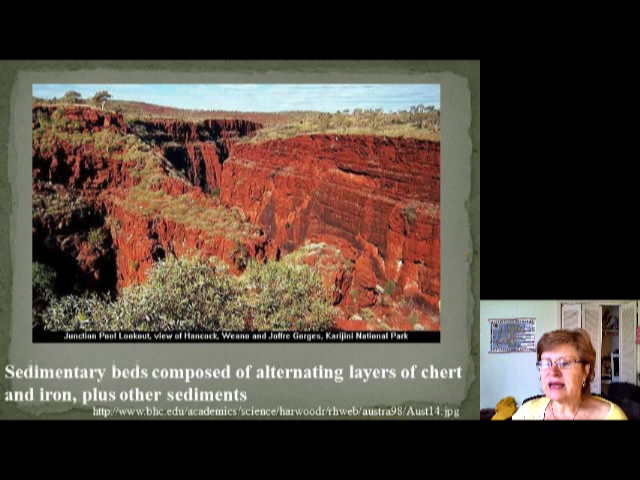 Junction Pool Lookout, view of Hancock, Weano and Joffre Gorges, Karijini National Park
Sedimentary beds composed of alternating layers of chert
and iron, plus other sediments
http://www.bhc.edu/academics/science/harwoodr/rhweb/austra98/Aust14.jpg